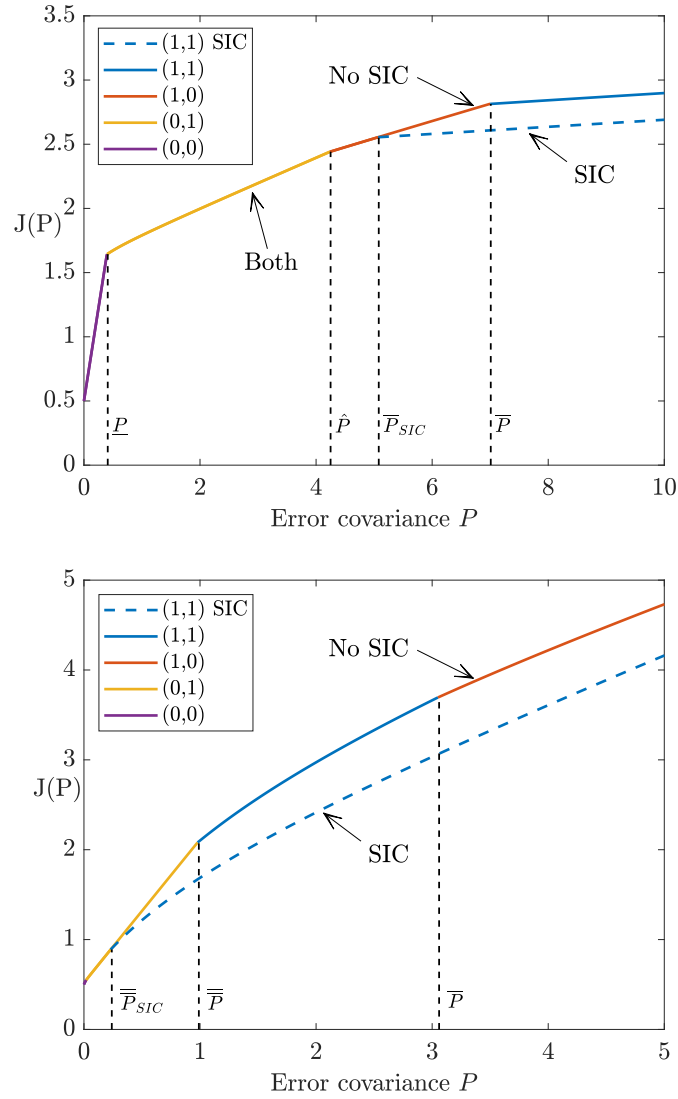 3.5
3
2.5
2
1.5
1
0.5
0
J(P)
(1,1) SIC
(1,1)
(1,0)
(0,1)
(0,0)
No SIC
SIC
Both
P
P̂
P̅_SIC
P̅
0 2 4 6 8 10
Error covariance P
5
4
3
2
1
0
J(P)
(1,1) SIC
(1,1)
(1,0)
(0,1)
(0,0)
No SIC
SIC
P̿_SIC
P̿
P̅
0 1 2 3 4 5
Error covariance P